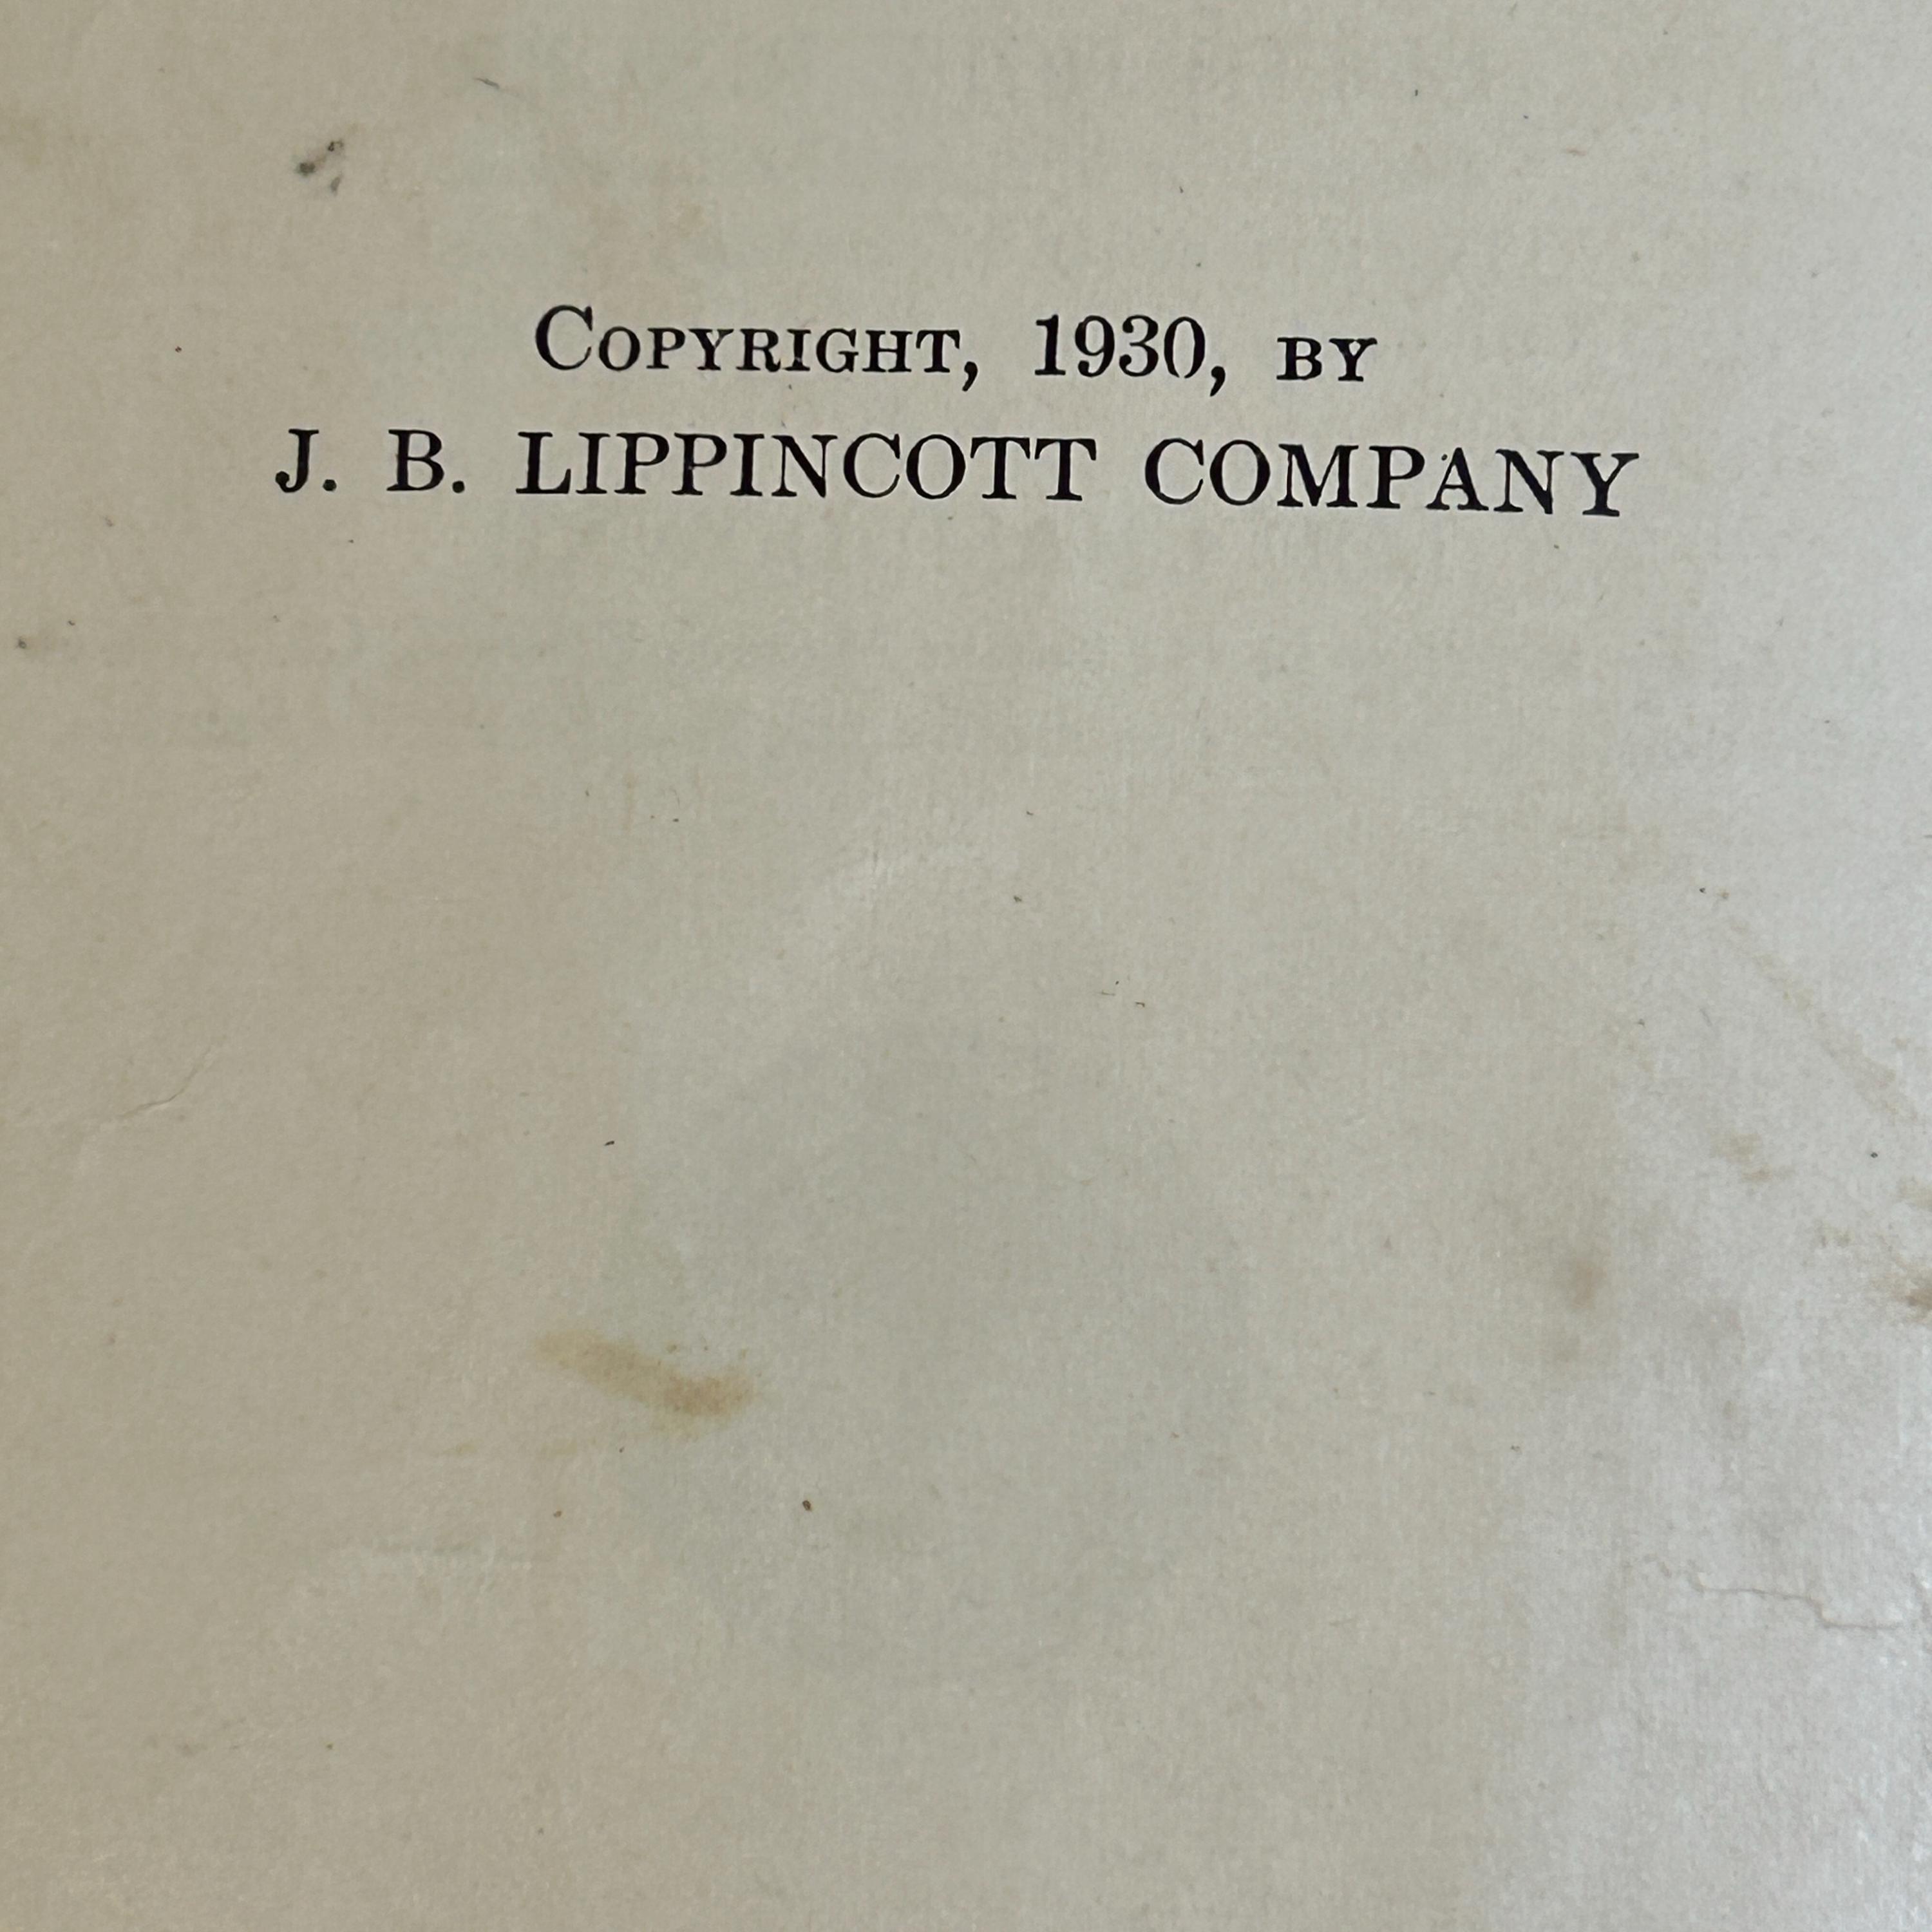 Copyright, 1930, by
J. B. LIPPINCOTT COMPANY